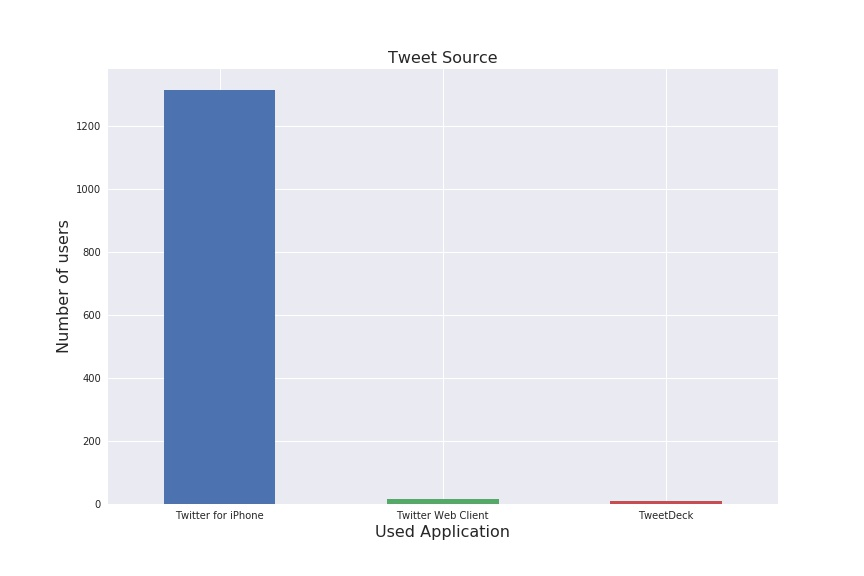 Tweet Source
1200
1000
800
600
400
200
0
Number of users
Twitter for iPhone
Twitter Web Client
TweetDeck
Used Application